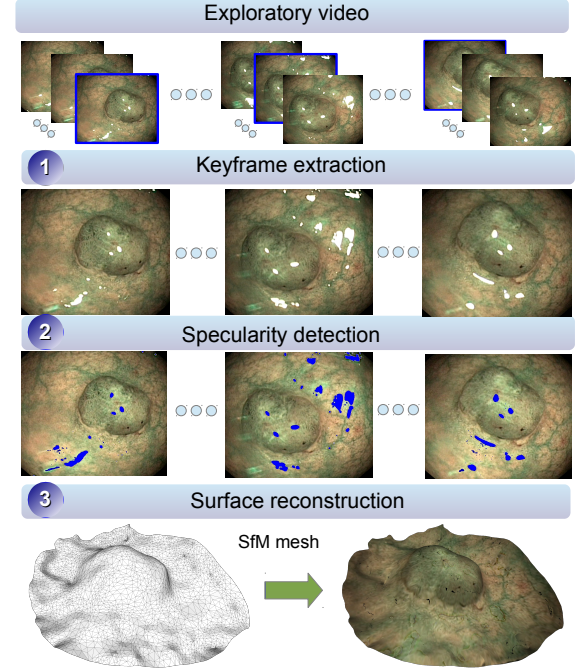 Exploratory video
1 Keyframe extraction
2 Specularity detection
3 Surface reconstruction
SfM mesh